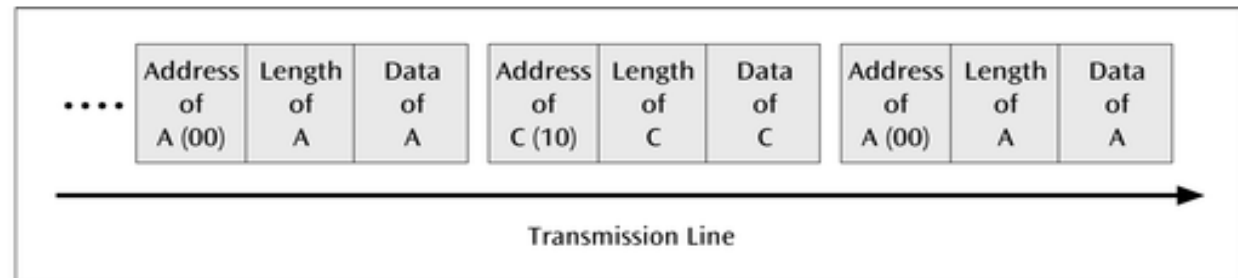 Address Length Data Address Length Data Address Length Data
.... of of of of of of of of of
A (00) A A C (10) C C A (00) A A
Transmission Line